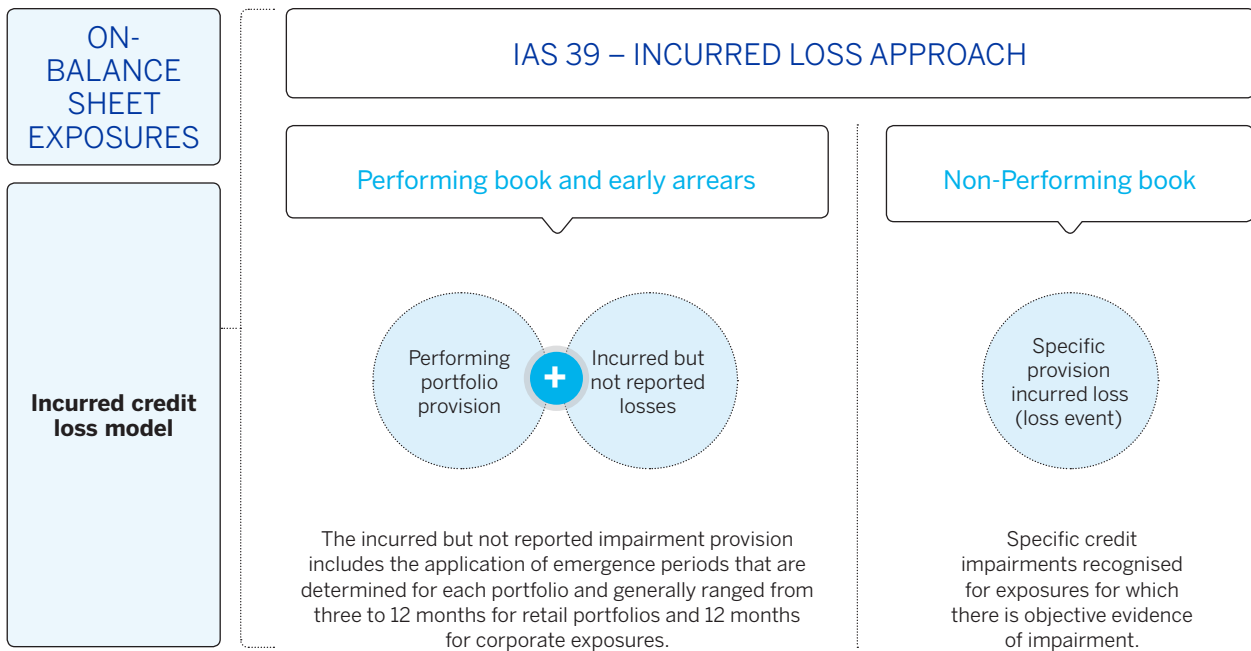 ON-
BALANCE
SHEET
EXPOSURES
IAS 39 – INCURRED LOSS APPROACH
Performing book and early arrears
Non-Performing book
Incurred credit
loss model
Performing
portfolio
provision
+
Incurred but
not reported
losses
Specific
provision
incurred loss
(loss event)
The incurred but not reported impairment provision
includes the application of emergence periods that are
determined for each portfolio and generally ranged from
three to 12 months for retail portfolios and 12 months
for corporate exposures.
Specific credit
impairments recognised
for exposures for which
there is objective evidence
of impairment.